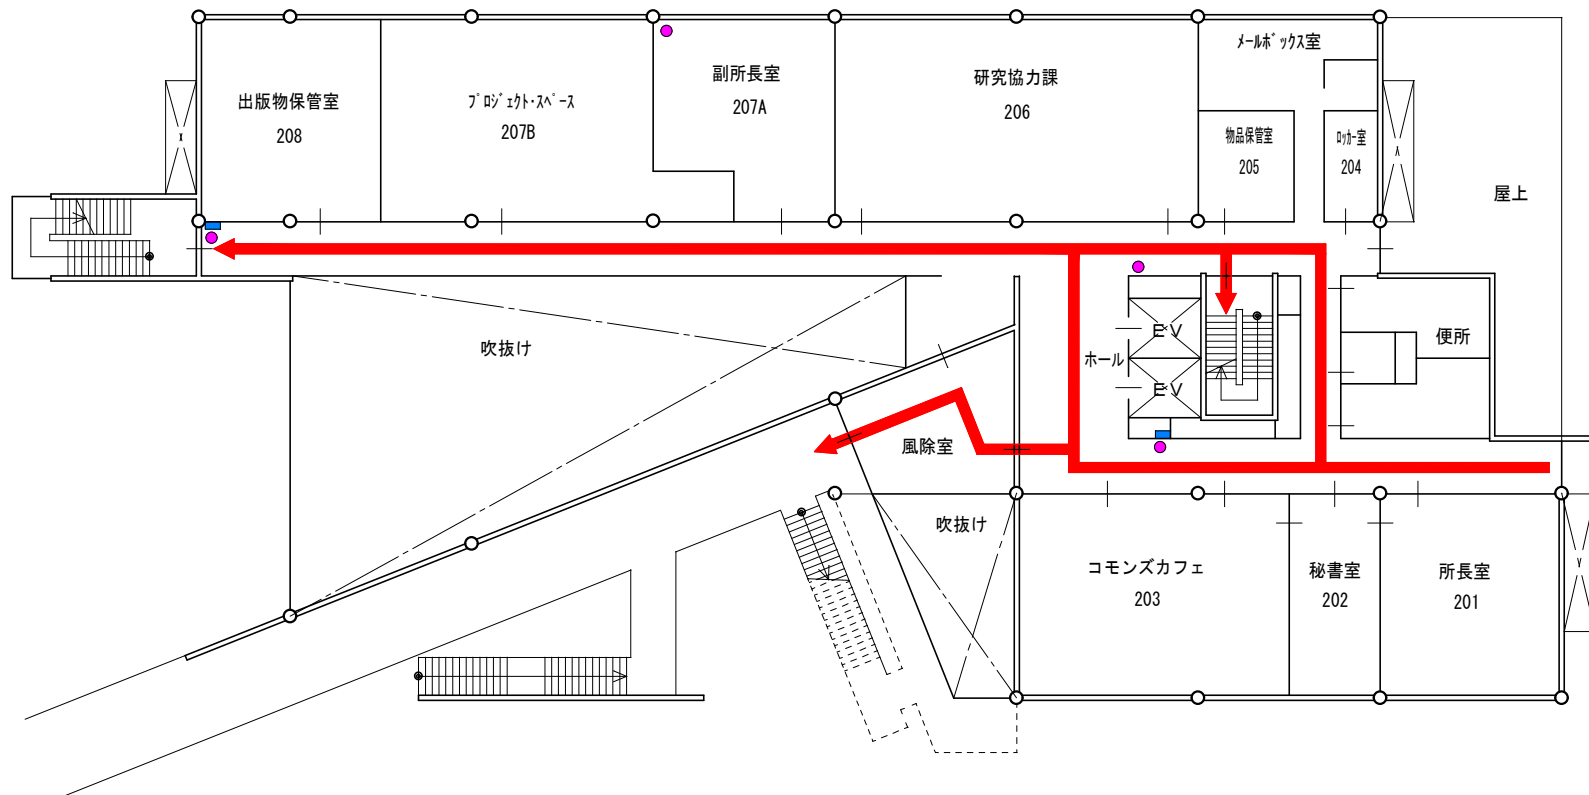 メールボックス室
副所長室
207A
研究協力課
206
出版物保管室
208
プロジェクト・スペース
207B
物品保管室
205
ロッカー室
204
屋上
吹抜け
ホール
EV
EV
便所
風除室
吹抜け
コモンズカフェ
203
秘書室
202
所長室
201